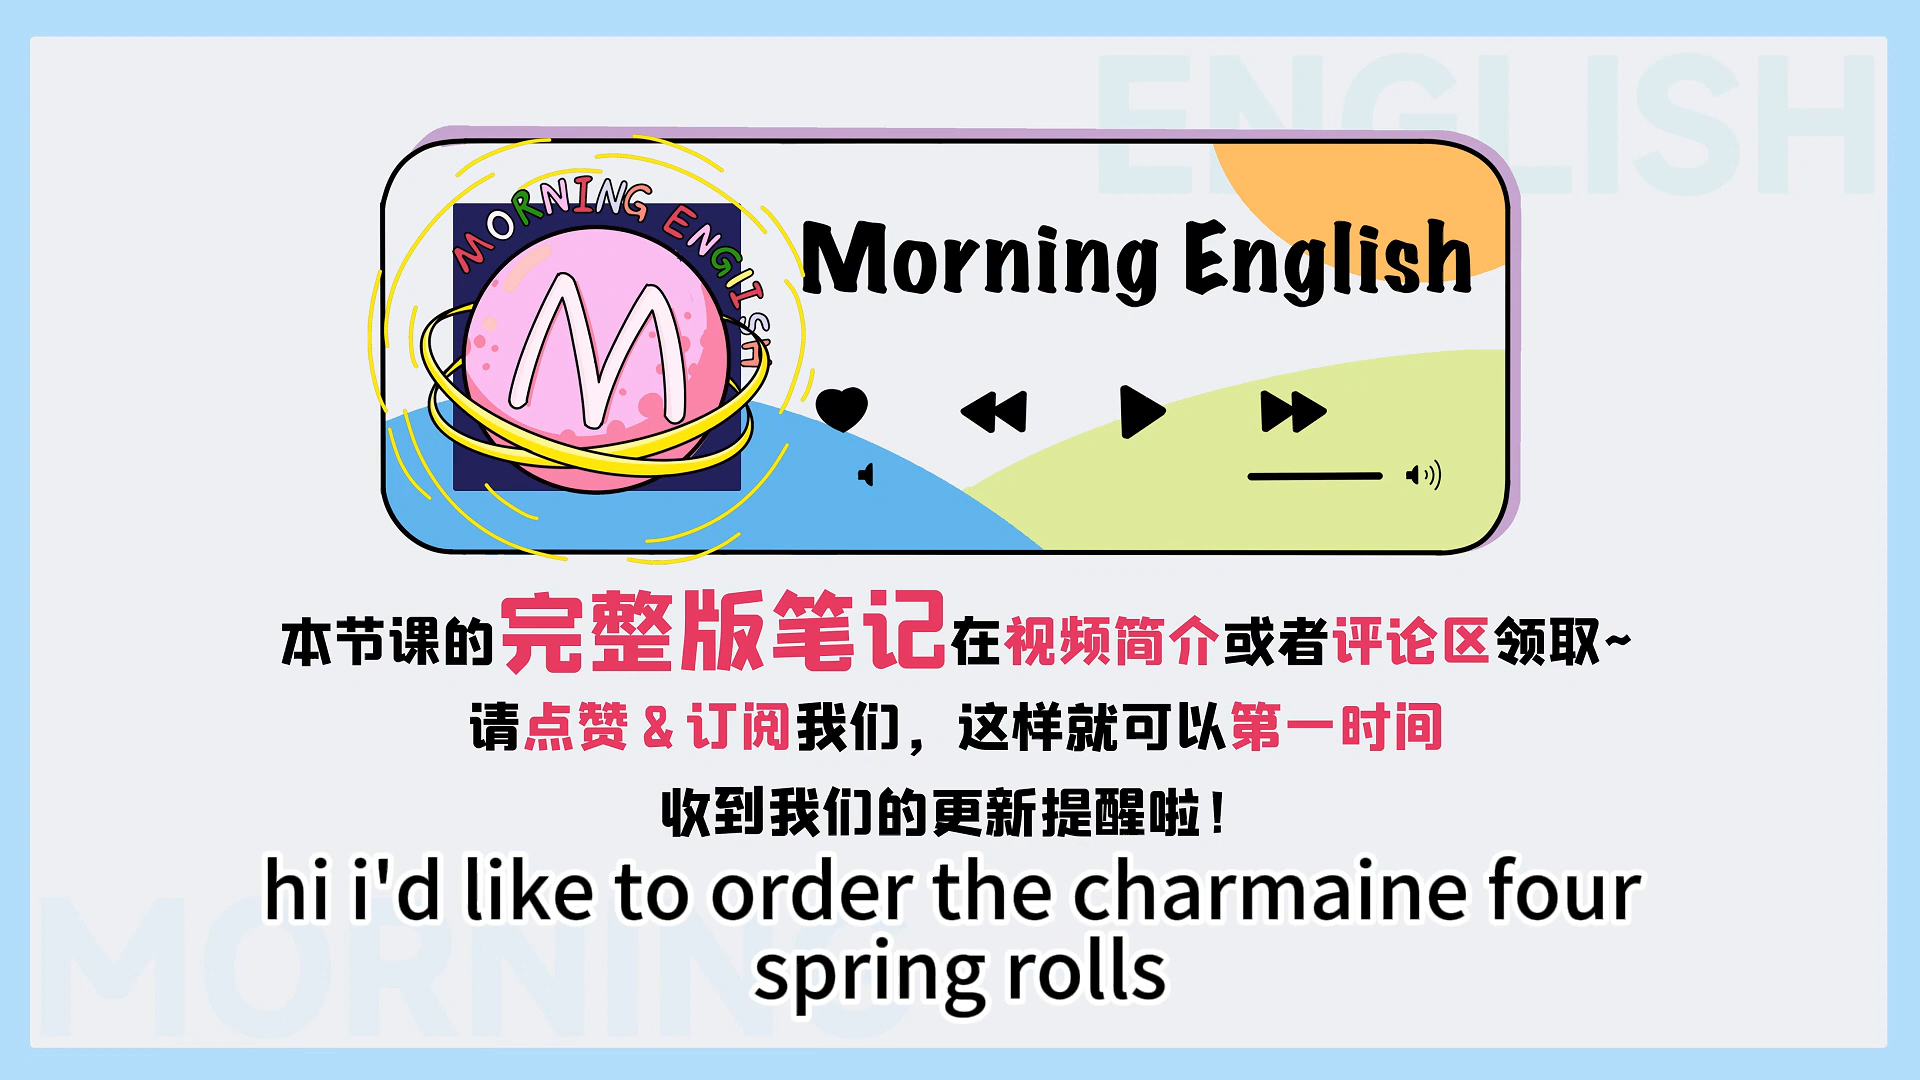 ENGLISH
MORNING ENGLISH
M
Morning English
本节课的完整版笔记在视频简介或者评论区领取~
请点赞&订阅我们，这样就可以第一时间
收到我们的更新提醒啦！
hi i'd like to order the charmaine four
spring rolls
MORNING